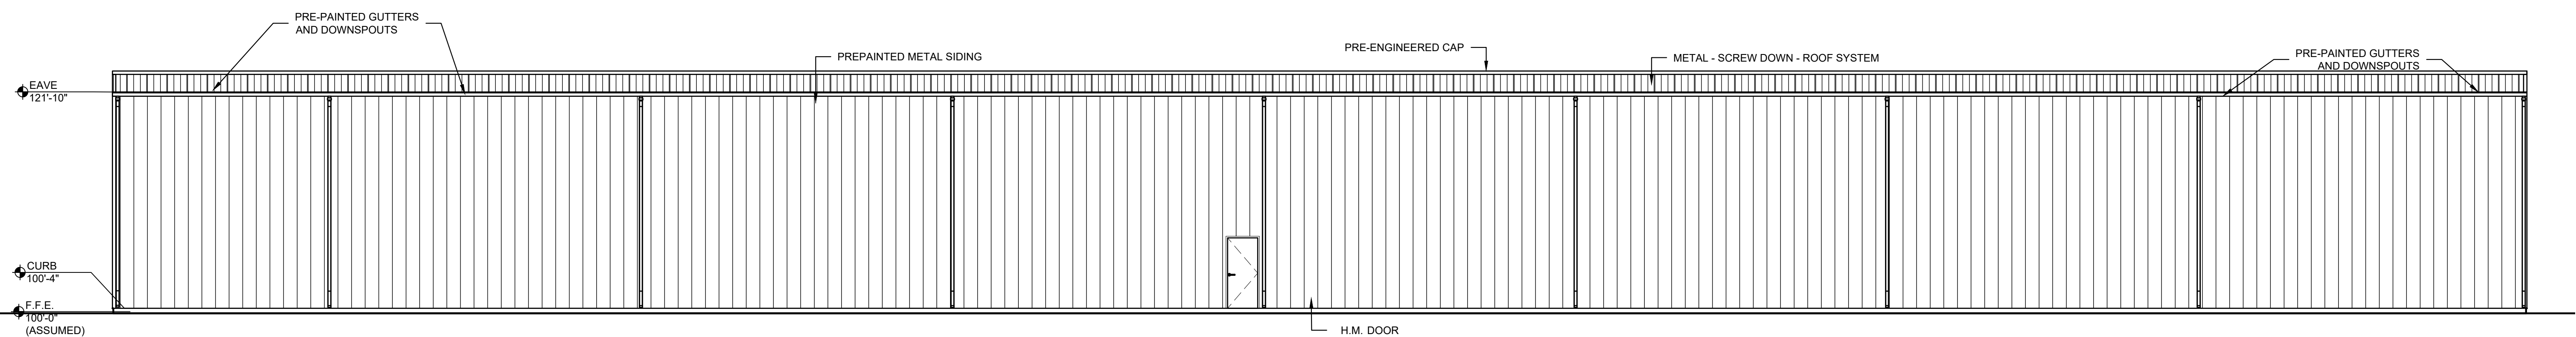 PRE-PAINTED GUTTERS
AND DOWNSPOUTS
PREPAINTED METAL SIDING
PRE-ENGINEERED CAP
METAL - SCREW DOWN - ROOF SYSTEM
PRE-PAINTED GUTTERS
AND DOWNSPOUTS
EAVE
121'-10"
CURB
100'-4"
F.F.E.
100'-0"
(ASSUMED)
H.M. DOOR